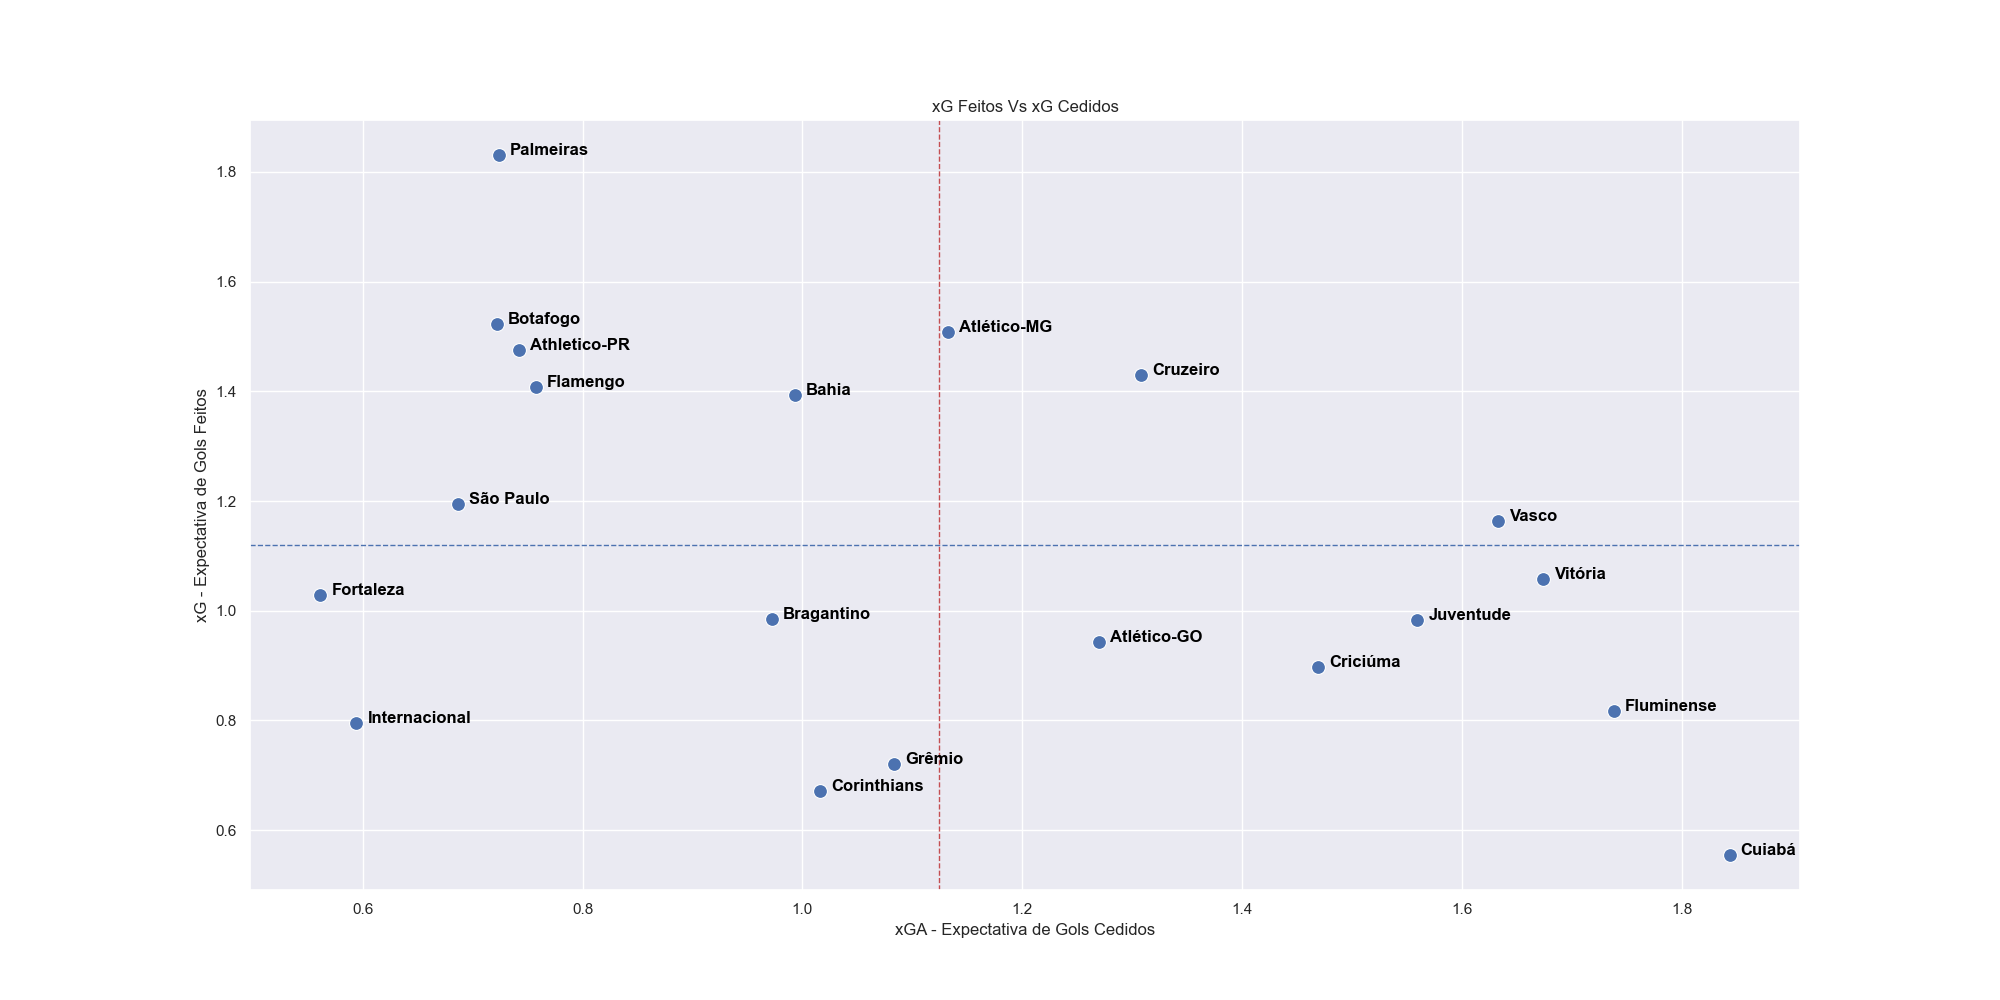 xG Feitos Vs xG Cedidos
Palmeiras
1.8
1.6
Botafogo
Atlético-MG
Athletico-PR
Cruzeiro
Flamengo
Bahia
1.4
São Paulo
1.2
Vasco
xG - Expectativa de Gols Feitos
Vitória
Fortaleza
1.0
Bragantino
Juventude
Atlético-GO
Criciúma
Fluminense
Internacional
0.8
Grêmio
Corinthians
0.6
Cuiabá
0.6 0.8 1.0 1.2 1.4 1.6 1.8
xGA - Expectativa de Gols Cedidos